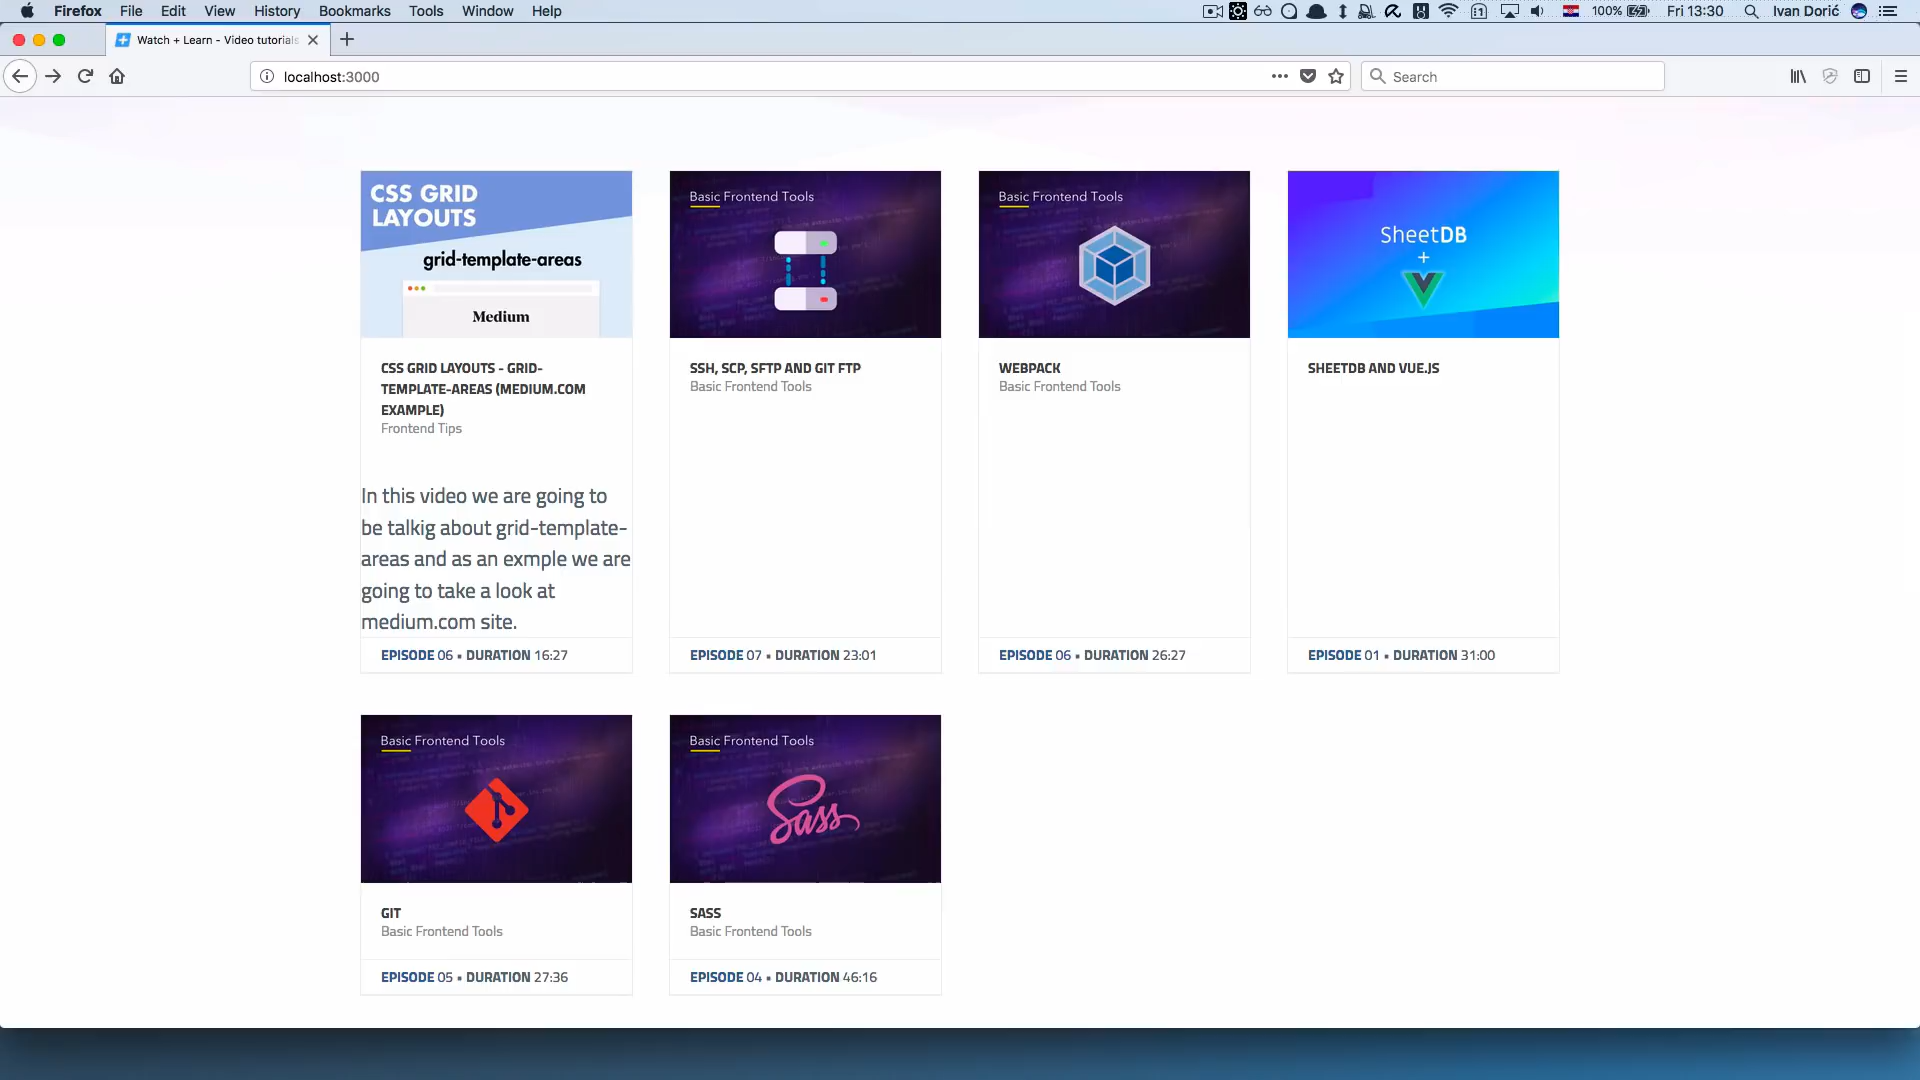 Firefox File Edit View History Bookmarks Tools Window Help
100% Fri 13:30 Ivan Dorić
Watch + Learn - Video tutorials
localhost:3000
Search
CSS GRID
LAYOUTS
grid-template-areas
Medium
CSS GRID LAYOUTS - GRID-
TEMPLATE-AREAS (MEDIUM.COM
EXAMPLE)
Frontend Tips
In this video we are going to
be talkig about grid-template-
areas and as an exmple we are
going to take a look at
medium.com site.
EPISODE 06 • DURATION 16:27
Basic Frontend Tools
SSH, SCP, SFTP AND GIT FTP
Basic Frontend Tools
EPISODE 07 • DURATION 23:01
Basic Frontend Tools
WEBPACK
Basic Frontend Tools
EPISODE 06 • DURATION 26:27
SheetDB
+
SHEETDB AND VUE.JS
EPISODE 01 • DURATION 31:00
Basic Frontend Tools
GIT
Basic Frontend Tools
EPISODE 05 • DURATION 27:36
Basic Frontend Tools
Sass
SASS
Basic Frontend Tools
EPISODE 04 • DURATION 46:16